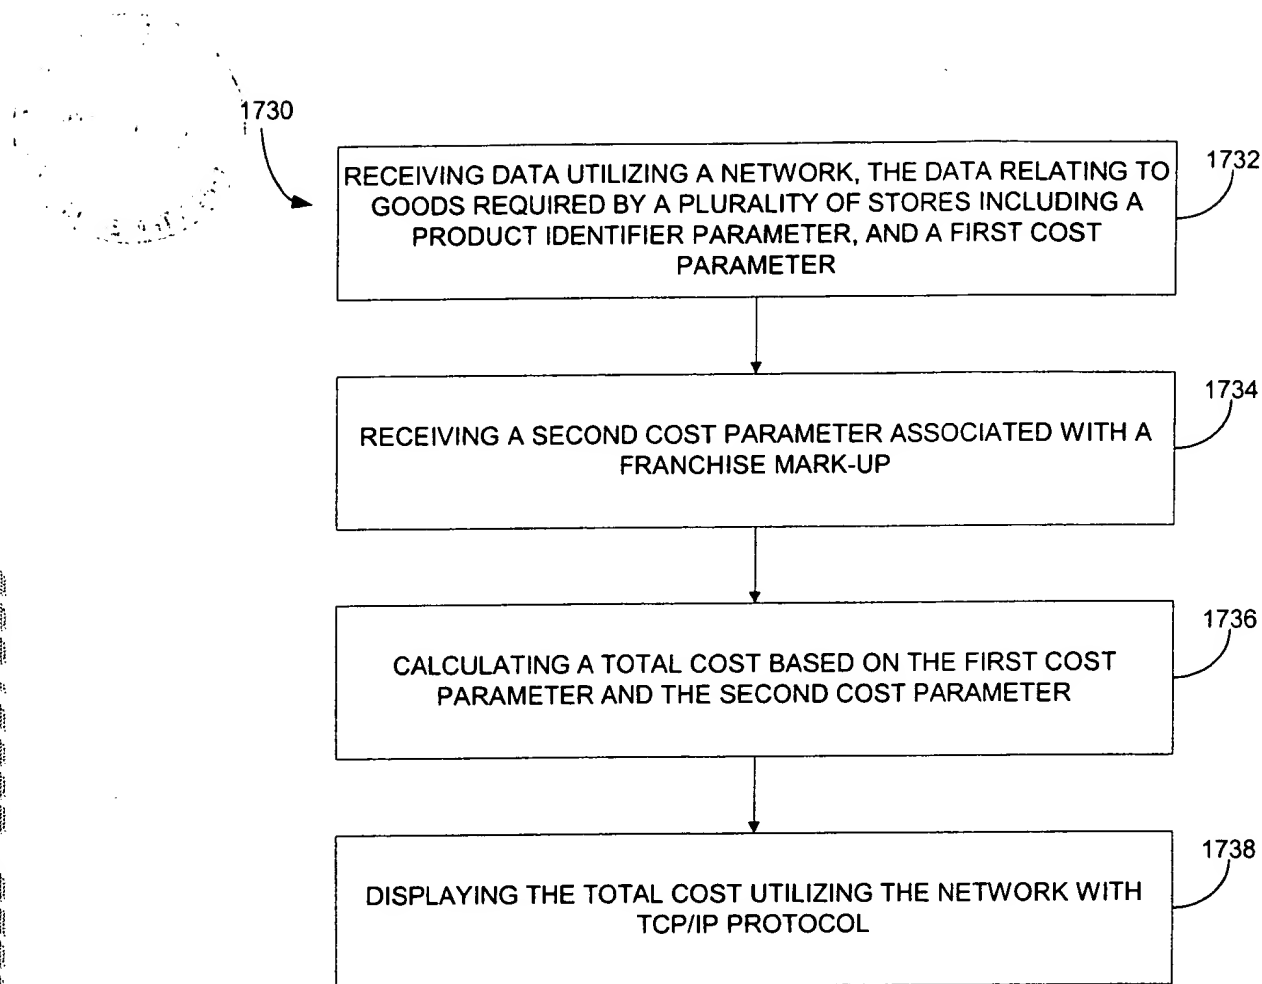 1730
RECEIVING DATA UTILIZING A NETWORK, THE DATA RELATING TO
GOODS REQUIRED BY A PLURALITY OF STORES INCLUDING A
PRODUCT IDENTIFIER PARAMETER, AND A FIRST COST
PARAMETER
1732
RECEIVING A SECOND COST PARAMETER ASSOCIATED WITH A
FRANCHISE MARK-UP
1734
CALCULATING A TOTAL COST BASED ON THE FIRST COST
PARAMETER AND THE SECOND COST PARAMETER
1736
DISPLAYING THE TOTAL COST UTILIZING THE NETWORK WITH
TCP/IP PROTOCOL
1738